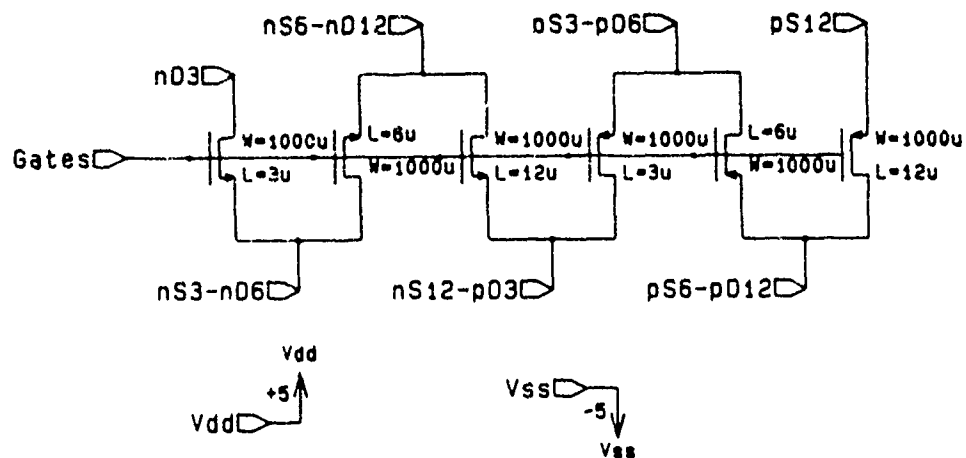 nS6-nD12
pS3-pD6
pS12
nD3
W=1000u
L=6u
W=1000u
W=1000u
L=6u
W=1000u
Gates
L=3u
W=1000u
L=12u
L=3u
W=1000u
L=12u
nS3-nD6
nS12-pD3
pS6-pD12
Vdd
+5
Vdd
Vss
-5
Vss